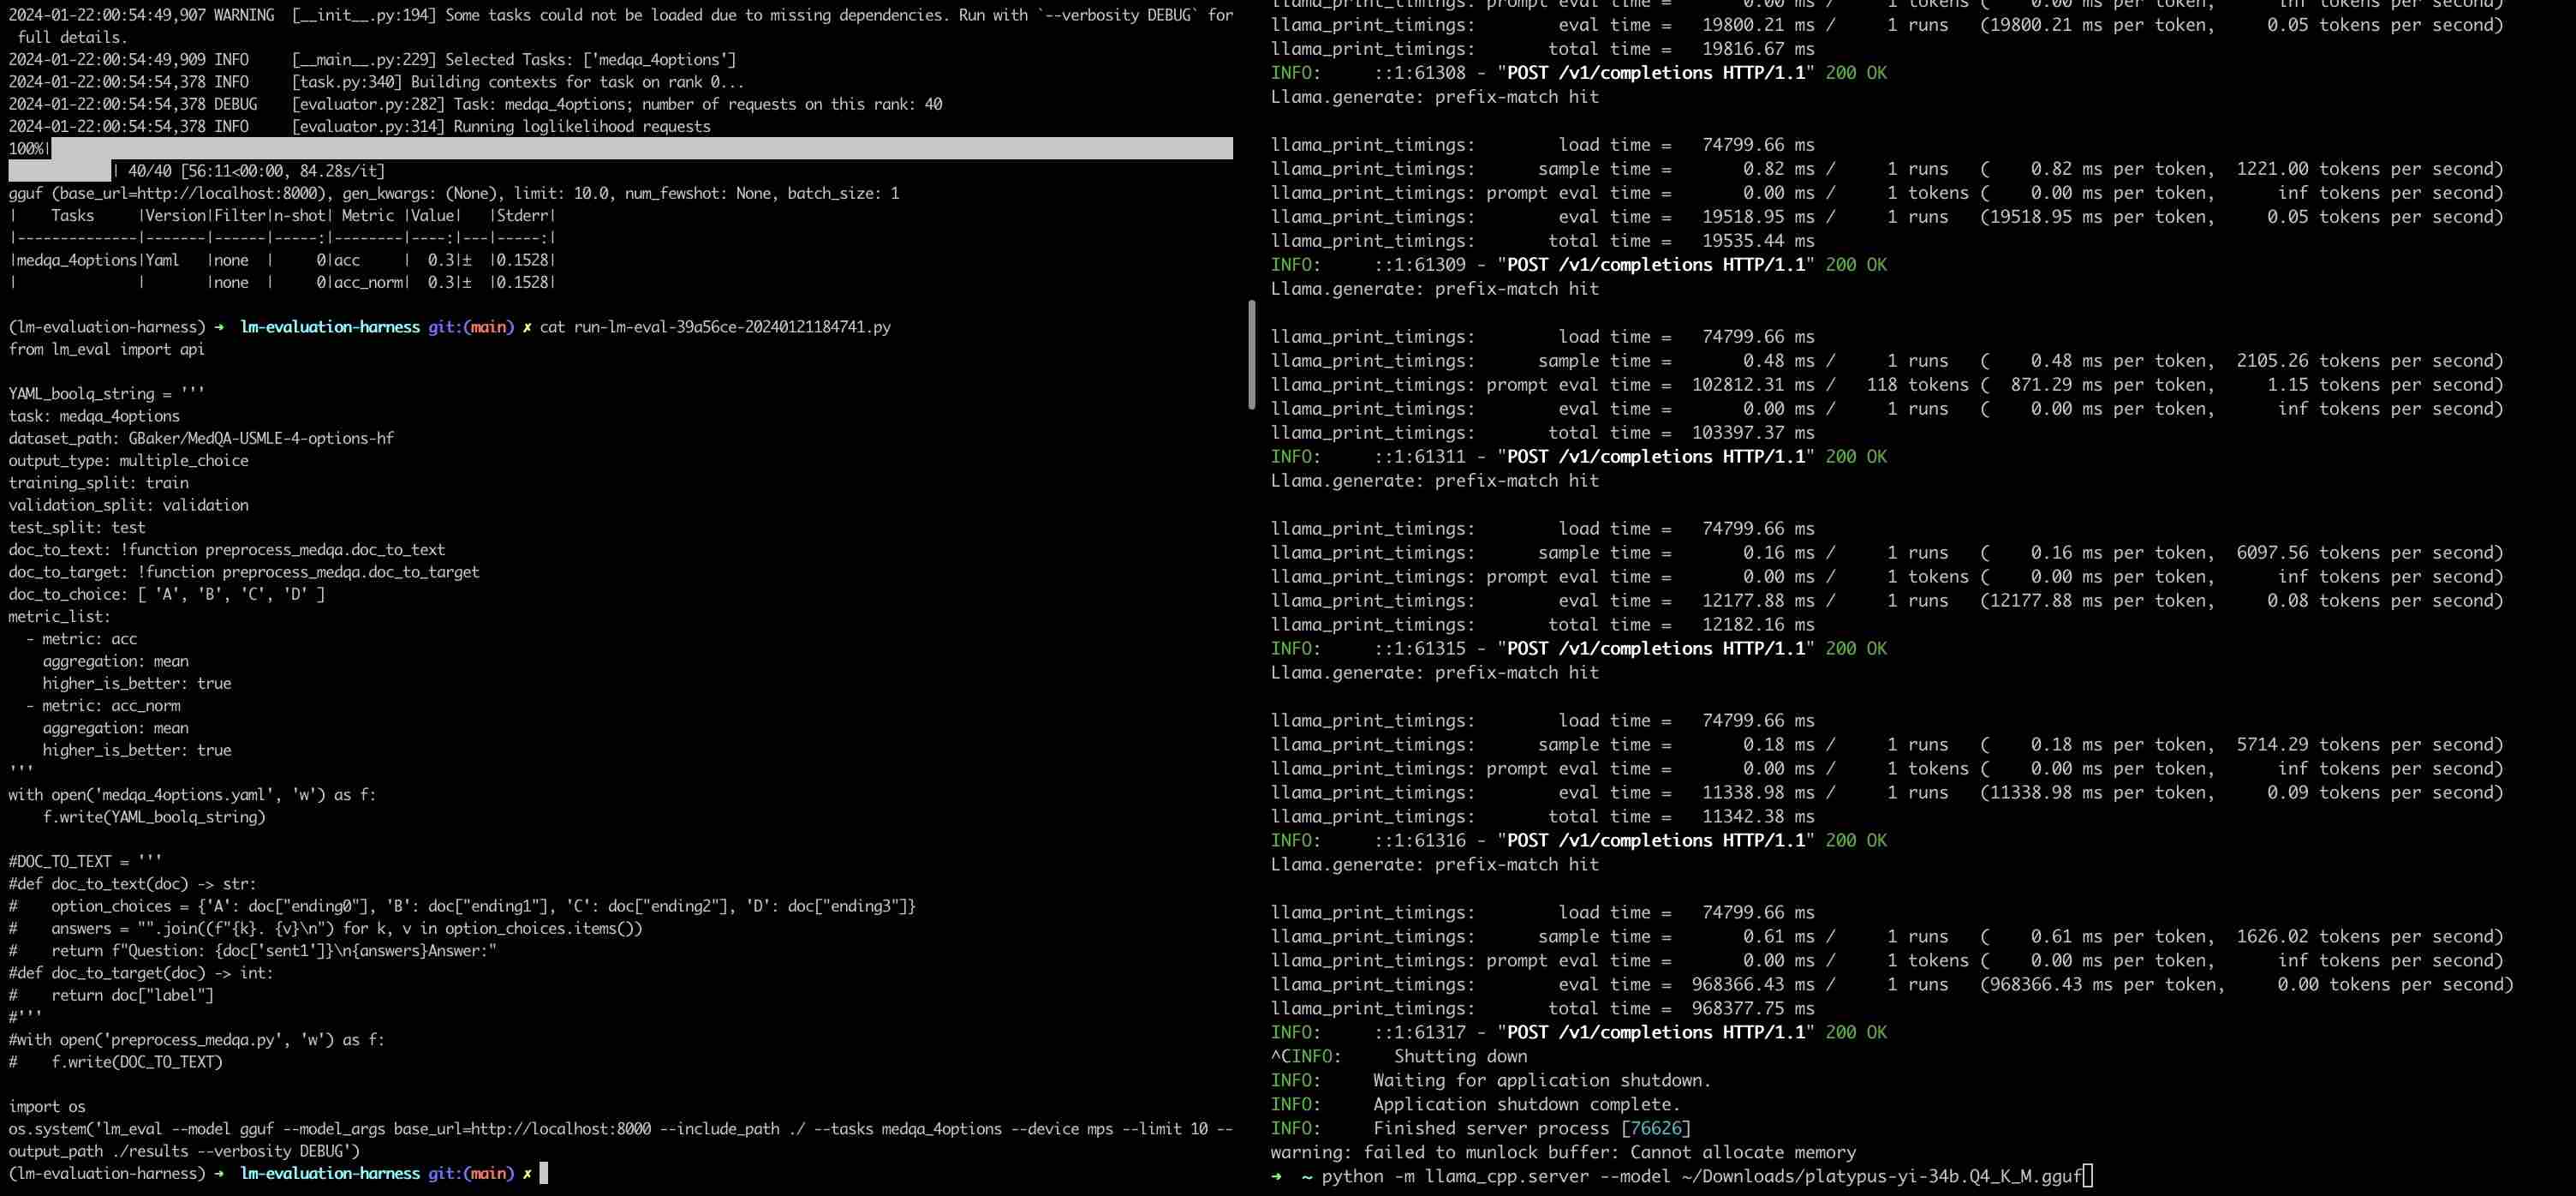 2024-01-22:00:54:49,907 WARNING  [__init__.py:194] Some tasks could not be loaded due to missing dependencies. Run with `--verbosity DEBUG` for
 full details.
2024-01-22:00:54:49,909 INFO     [__main__.py:229] Selected Tasks: ['medqa_4options']
2024-01-22:00:54:54,378 INFO     [task.py:340] Building contexts for task on rank 0...
2024-01-22:00:54:54,378 DEBUG    [evaluator.py:282] Task: medqa_4options; number of requests on this rank: 40
2024-01-22:00:54:54,378 INFO     [evaluator.py:314] Running loglikelihood requests
100%|
| 40/40 [56:11<00:00, 84.28s/it]
gguf (base_url=http://localhost:8000), gen_kwargs: (None), limit: 10.0, num_fewshot: None, batch_size: 1
|    Tasks     |Version|Filter|n-shot| Metric |Value|   |Stderr|
|--------------|-------|------|-----:|--------|----:|---|-----:|
|medqa_4options|Yaml   |none  |     0|acc     |  0.3|±  |0.1528|
|              |       |none  |     0|acc_norm|  0.3|±  |0.1528|
(lm-evaluation-harness) ➜  lm-evaluation-harness git:(main) ✗ cat run-lm-eval-39a56ce-20240121184741.py
from lm_eval import api
YAML_boolq_string = '''
task: medqa_4options
dataset_path: GBaker/MedQA-USMLE-4-options-hf
output_type: multiple_choice
training_split: train
validation_split: validation
test_split: test
doc_to_text: !function preprocess_medqa.doc_to_text
doc_to_target: !function preprocess_medqa.doc_to_target
doc_to_choice: [ 'A', 'B', 'C', 'D' ]
metric_list:
  - metric: acc
    aggregation: mean
    higher_is_better: true
  - metric: acc_norm
    aggregation: mean
    higher_is_better: true
'''
with open('medqa_4options.yaml', 'w') as f:
    f.write(YAML_boolq_string)
#DOC_TO_TEXT = '''
#def doc_to_text(doc) -> str:
#    option_choices = {'A': doc["ending0"], 'B': doc["ending1"], 'C': doc["ending2"], 'D': doc["ending3"]}
#    answers = "".join((f"{k}. {v}\n") for k, v in option_choices.items())
#    return f"Question: {doc['sent1']}\n{answers}Answer:"
#def doc_to_target(doc) -> int:
#    return doc["label"]
#'''
#with open('preprocess_medqa.py', 'w') as f:
#    f.write(DOC_TO_TEXT)
import os
os.system('lm_eval --model gguf --model_args base_url=http://localhost:8000 --include_path ./ --tasks medqa_4options --device mps --limit 10 --
output_path ./results --verbosity DEBUG')
(lm-evaluation-harness) ➜  lm-evaluation-harness git:(main) ✗
llama_print_timings: prompt eval time =      0.00 ms /     1 tokens (    0.00 ms per token,      inf tokens per second)
llama_print_timings:        eval time =   19800.21 ms /     1 runs   (19800.21 ms per token,     0.05 tokens per second)
llama_print_timings:       total time =   19816.67 ms
INFO:     ::1:61308 - "POST /v1/completions HTTP/1.1" 200 OK
Llama.generate: prefix-match hit
llama_print_timings:        load time =   74799.66 ms
llama_print_timings:      sample time =       0.82 ms /     1 runs   (    0.82 ms per token,  1221.00 tokens per second)
llama_print_timings: prompt eval time =       0.00 ms /     1 tokens (    0.00 ms per token,      inf tokens per second)
llama_print_timings:        eval time =   19518.95 ms /     1 runs   (19518.95 ms per token,     0.05 tokens per second)
llama_print_timings:       total time =   19535.44 ms
INFO:     ::1:61309 - "POST /v1/completions HTTP/1.1" 200 OK
Llama.generate: prefix-match hit
llama_print_timings:        load time =   74799.66 ms
llama_print_timings:      sample time =       0.48 ms /     1 runs   (    0.48 ms per token,  2105.26 tokens per second)
llama_print_timings: prompt eval time =  102812.31 ms /   118 tokens (  871.29 ms per token,     1.15 tokens per second)
llama_print_timings:        eval time =       0.00 ms /     1 runs   (    0.00 ms per token,      inf tokens per second)
llama_print_timings:       total time =  103397.37 ms
INFO:     ::1:61311 - "POST /v1/completions HTTP/1.1" 200 OK
Llama.generate: prefix-match hit
llama_print_timings:        load time =   74799.66 ms
llama_print_timings:      sample time =       0.16 ms /     1 runs   (    0.16 ms per token,  6097.56 tokens per second)
llama_print_timings: prompt eval time =       0.00 ms /     1 tokens (    0.00 ms per token,      inf tokens per second)
llama_print_timings:        eval time =   12177.88 ms /     1 runs   (12177.88 ms per token,     0.08 tokens per second)
llama_print_timings:       total time =   12182.16 ms
INFO:     ::1:61315 - "POST /v1/completions HTTP/1.1" 200 OK
Llama.generate: prefix-match hit
llama_print_timings:        load time =   74799.66 ms
llama_print_timings:      sample time =       0.18 ms /     1 runs   (    0.18 ms per token,  5714.29 tokens per second)
llama_print_timings: prompt eval time =       0.00 ms /     1 tokens (    0.00 ms per token,      inf tokens per second)
llama_print_timings:        eval time =   11338.98 ms /     1 runs   (11338.98 ms per token,     0.09 tokens per second)
llama_print_timings:       total time =   11342.38 ms
INFO:     ::1:61316 - "POST /v1/completions HTTP/1.1" 200 OK
Llama.generate: prefix-match hit
llama_print_timings:        load time =   74799.66 ms
llama_print_timings:      sample time =       0.61 ms /     1 runs   (    0.61 ms per token,  1626.02 tokens per second)
llama_print_timings: prompt eval time =       0.00 ms /     1 tokens (    0.00 ms per token,      inf tokens per second)
llama_print_timings:        eval time =  968366.43 ms /     1 runs   (968366.43 ms per token,     0.00 tokens per second)
llama_print_timings:       total time =  968377.75 ms
INFO:     ::1:61317 - "POST /v1/completions HTTP/1.1" 200 OK
^CINFO:     Shutting down
INFO:     Waiting for application shutdown.
INFO:     Application shutdown complete.
INFO:     Finished server process [76626]
warning: failed to munlock buffer: Cannot allocate memory
➜  ~ python -m llama_cpp.server --model ~/Downloads/platypus-yi-34b.Q4_K_M.gguf